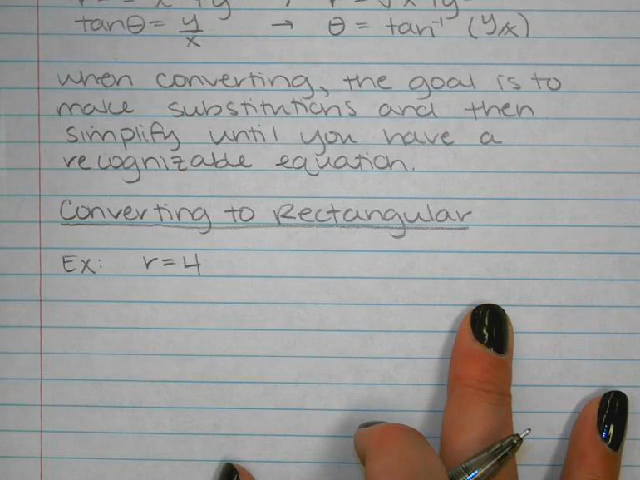 tanθ = y/x → θ = tan⁻¹ (y/x)
When converting, the goal is to
make substitutions and then
simplify until you have a
recognizable equation.
Converting to Rectangular
Ex: r=4